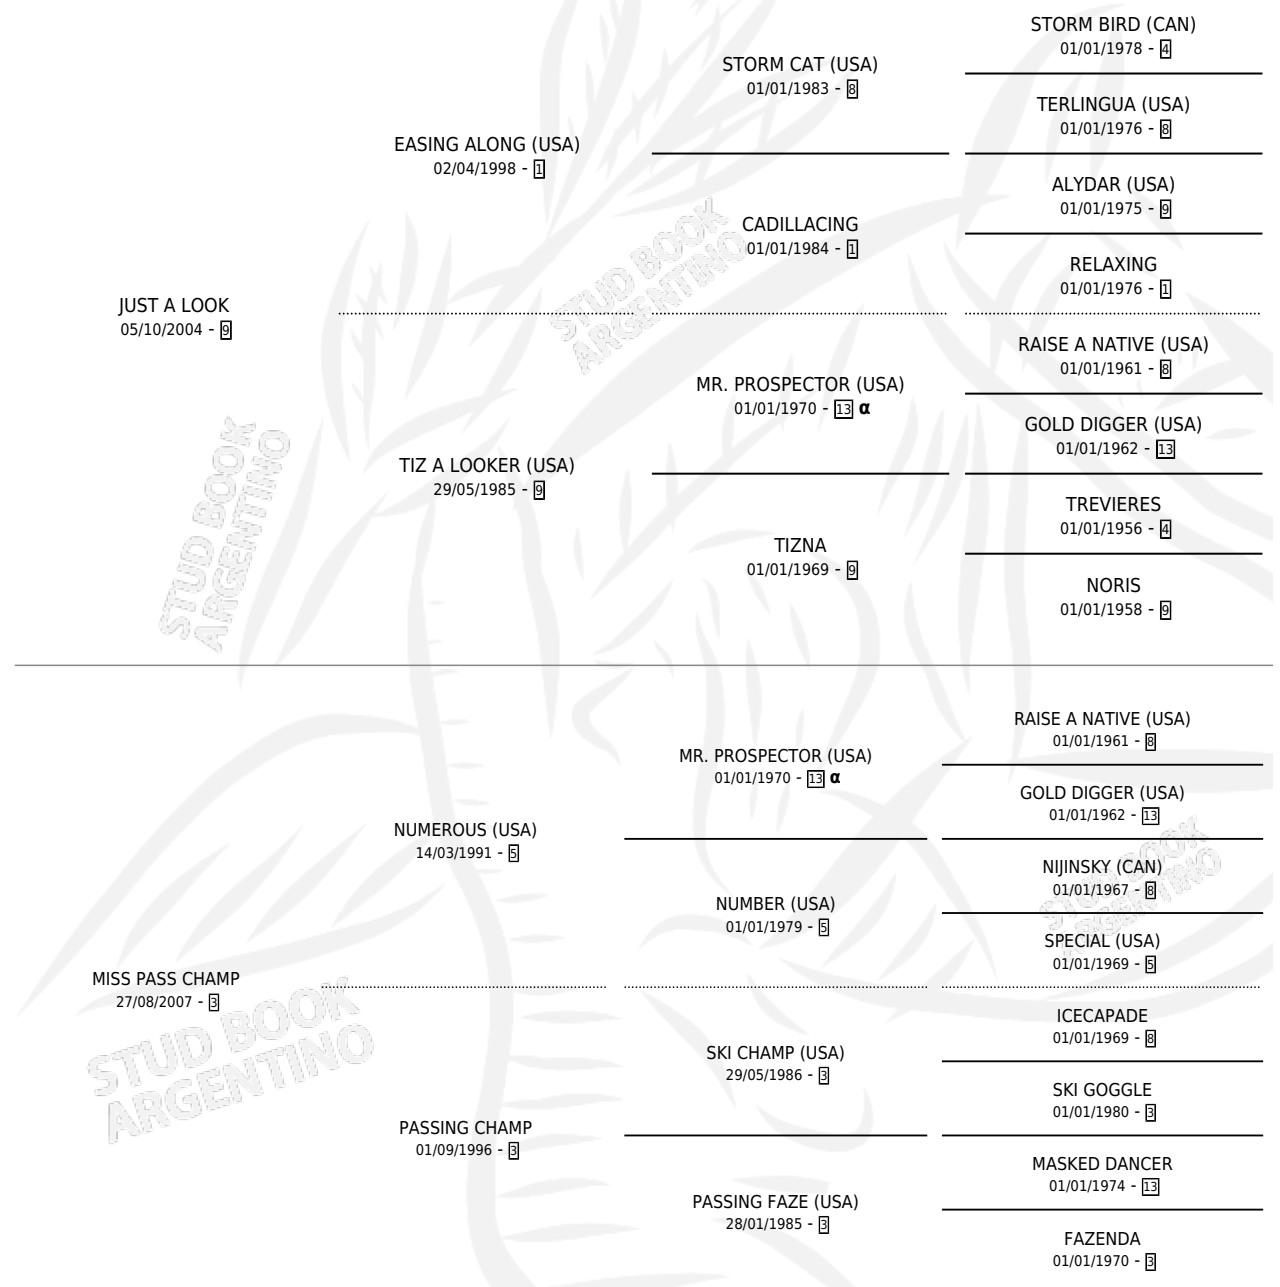 STORM BIRD (CAN)
01/01/1978 - 4
STORM CAT (USA)
01/01/1983 - 8
TERLINGUA (USA)
01/01/1976 - 8
EASING ALONG (USA)
02/04/1998 - 1
ALYDAR (USA)
01/01/1975 - 9
CADILLACING
01/01/1984 - 1
RELAXING
01/01/1976 - 1
JUST A LOOK
05/10/2004 - 9
STUD BOOK
ARGENTINO
RAISE A NATIVE (USA)
01/01/1961 - 8
MR. PROSPECTOR (USA)
01/01/1970 - 13 α
GOLD DIGGER (USA)
01/01/1962 - 13
TIZ A LOOKER (USA)
29/05/1985 - 9
TREVIERES
01/01/1956 - 4
TIZNA
01/01/1969 - 9
NORIS
01/01/1958 - 9
STUD BOOK
ARGENTINO
RAISE A NATIVE (USA)
01/01/1961 - 8
MR. PROSPECTOR (USA)
01/01/1970 - 13 α
GOLD DIGGER (USA)
01/01/1962 - 13
NUMEROUS (USA)
14/03/1991 - 5
NIJINSKY (CAN)
01/01/1967 - 8
STUD BOOK
ARGENTINO
NUMBER (USA)
01/01/1979 - 5
SPECIAL (USA)
01/01/1969 - 5
MISS PASS CHAMP
27/08/2007 - 3
ICECAPADE
01/01/1969 - 8
STUD BOOK
ARGENTINO
SKI CHAMP (USA)
29/05/1986 - 3
SKI GOGGLE
01/01/1980 - 3
PASSING CHAMP
01/09/1996 - 3
MASKED DANCER
01/01/1974 - 13
PASSING FAZE (USA)
28/01/1985 - 3
FAZENDA
01/01/1970 - 3